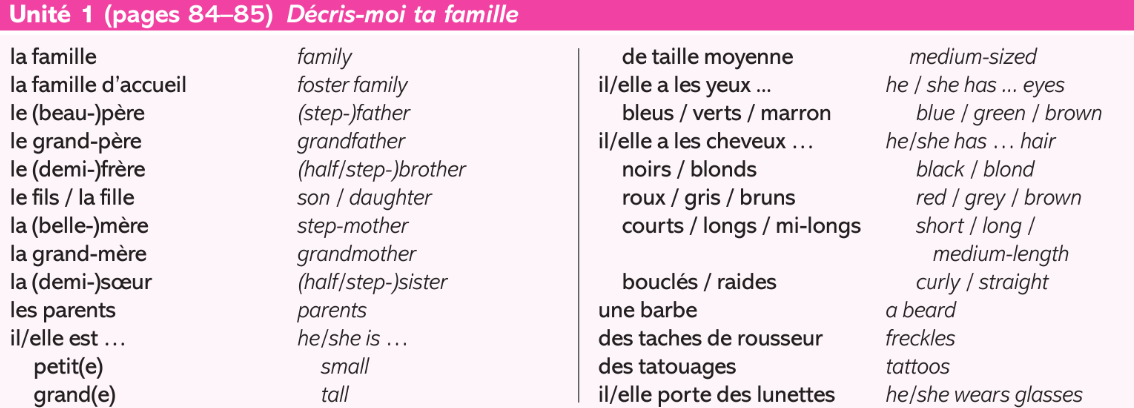 Unité 1 (pages 84–85) Décris-moi ta famille
la famille family
la famille d'accueil foster family
le (beau-)père (step-)father
le grand-père grandfather
le (demi-)frère (half/step-)brother
le fils / la fille son / daughter
la (belle-)mère step-mother
la grand-mère grandmother
la (demi-)sœur (half/step-)sister
les parents parents
il/elle est … he/she is …
petit(e) small
grand(e) tall
de taille moyenne medium-sized
il/elle a les yeux ... he / she has ... eyes
bleus / verts / marron blue / green / brown
il/elle a les cheveux … he/she has … hair
noirs / blonds black / blond
roux / gris / bruns red / grey / brown
courts / longs / mi-longs short / long /
medium-length
bouclés / raides curly / straight
une barbe a beard
des taches de rousseur freckles
des tatouages tattoos
il/elle porte des lunettes he/she wears glasses